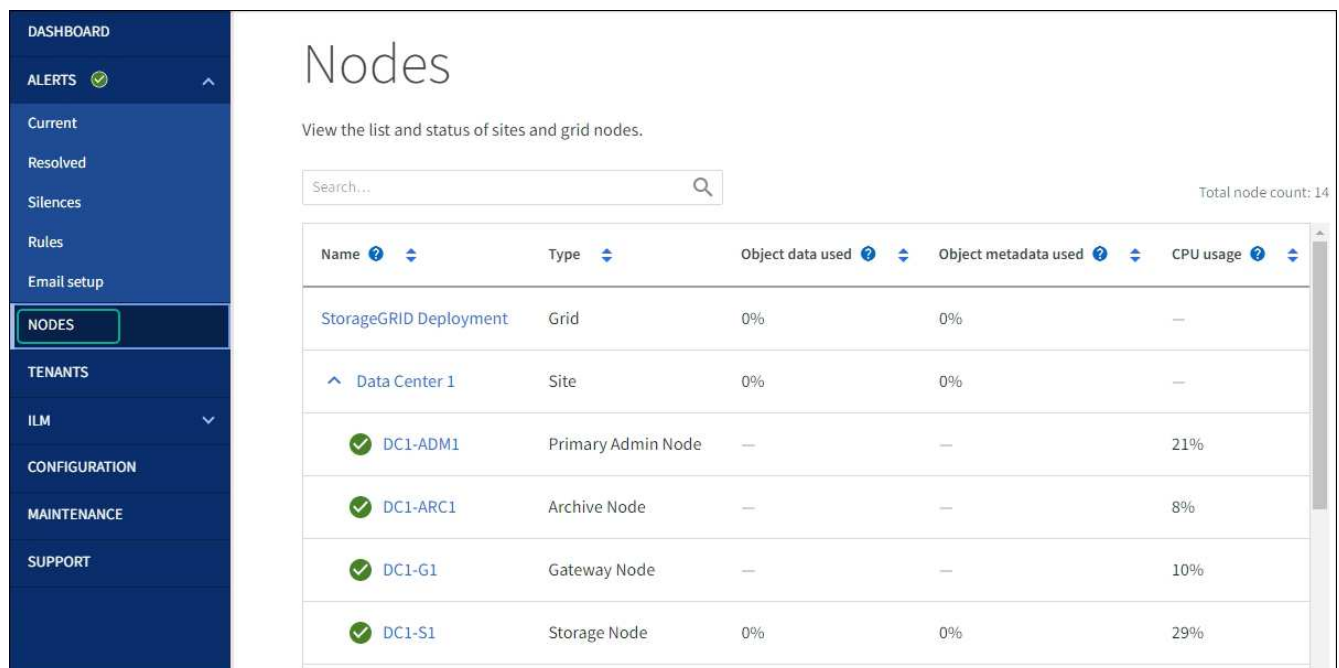 DASHBOARD
ALERTS
Current
Resolved
Silences
Rules
Email setup
NODES
TENANTS
ILM
CONFIGURATION
MAINTENANCE
SUPPORT
Nodes
View the list and status of sites and grid nodes.
Search...
Total node count: 14
Name ? Type Object data used ? Object metadata used ? CPU usage ?
StorageGRID Deployment Grid 0% 0% —
Data Center 1 Site 0% 0% —
DC1-ADM1 Primary Admin Node — — 21%
DC1-ARC1 Archive Node — — 8%
DC1-G1 Gateway Node — — 10%
DC1-S1 Storage Node 0% 0% 29%